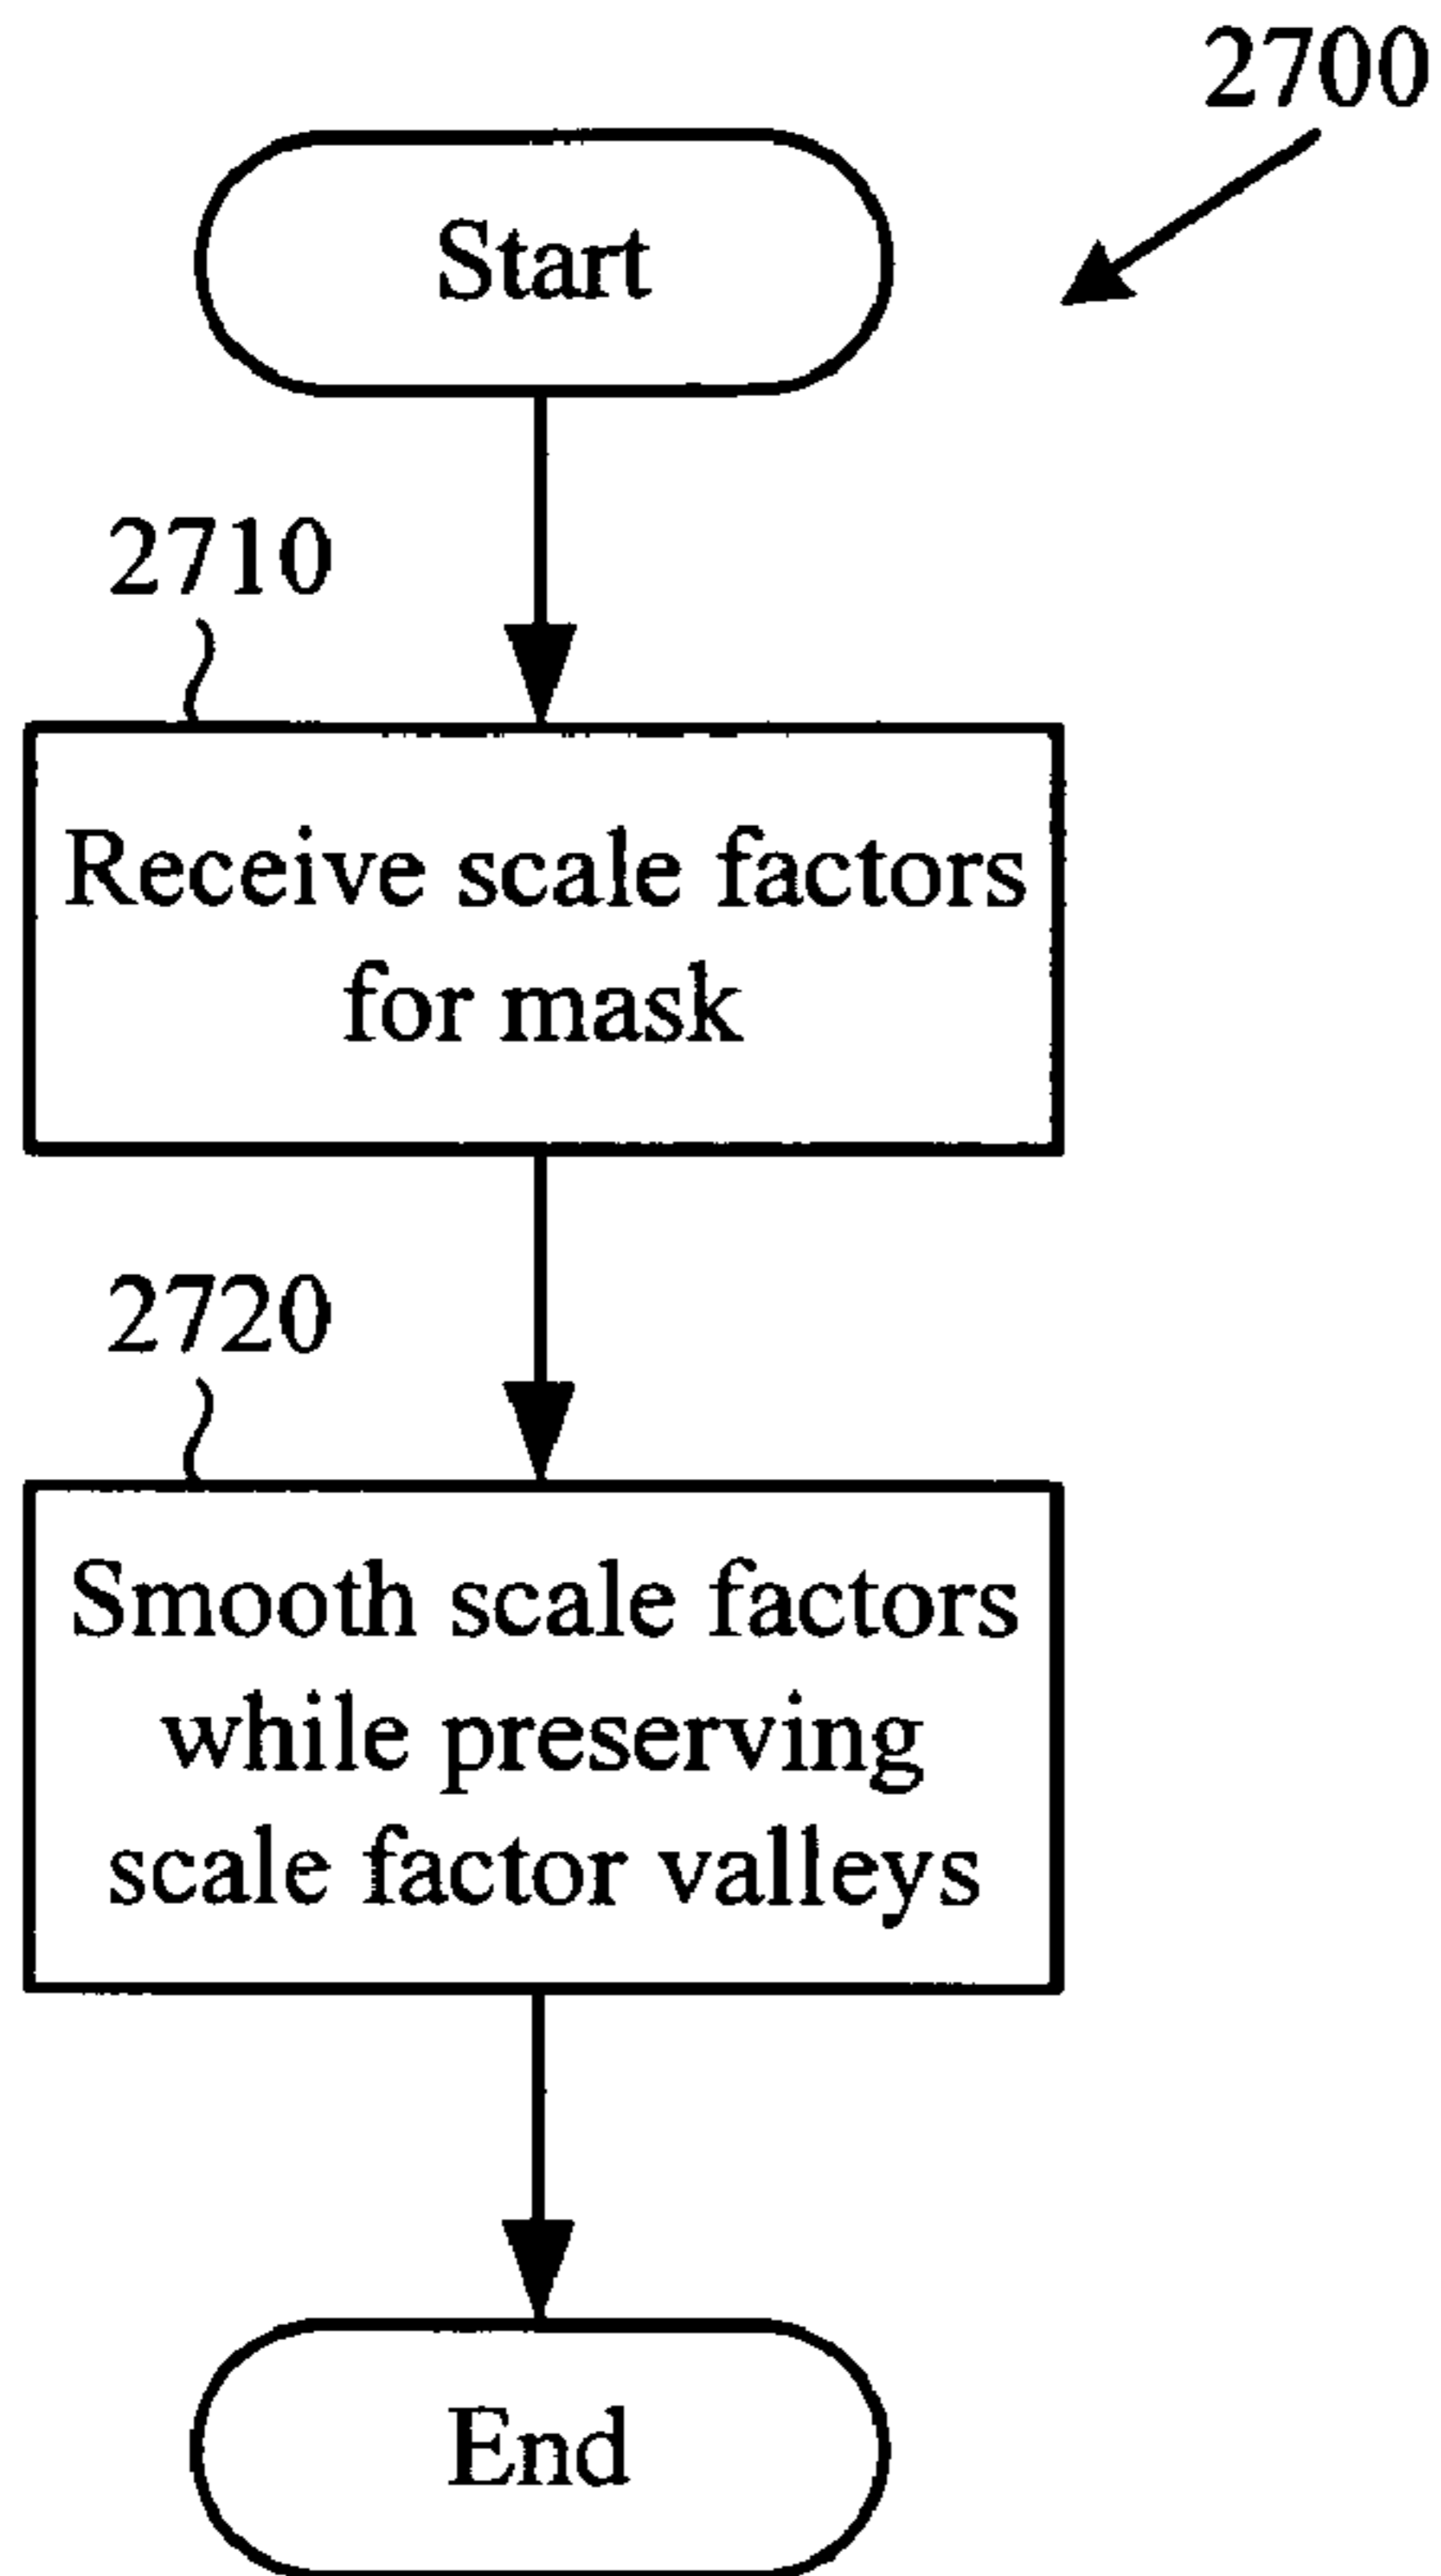 2700
Start
2710
Receive scale factors
for mask
2720
Smooth scale factors
while preserving
scale factor valleys
End